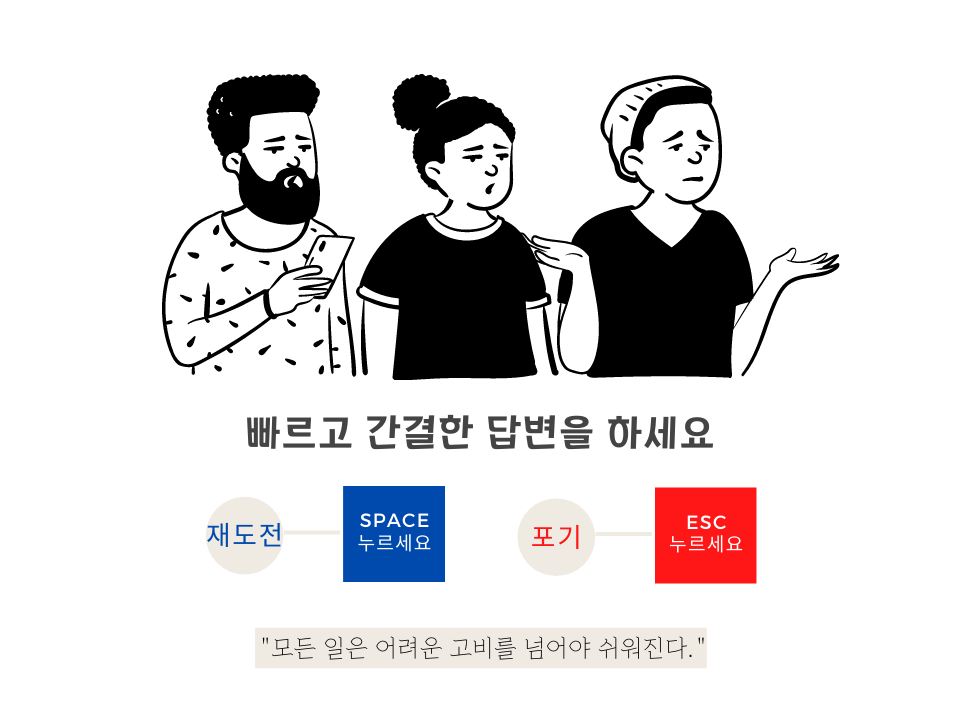 빠르고 간결한 답변을 하세요
재도전
SPACE
누르세요
포기
ESC
누르세요
"모든 일은 어려운 고비를 넘어야 쉬워진다."